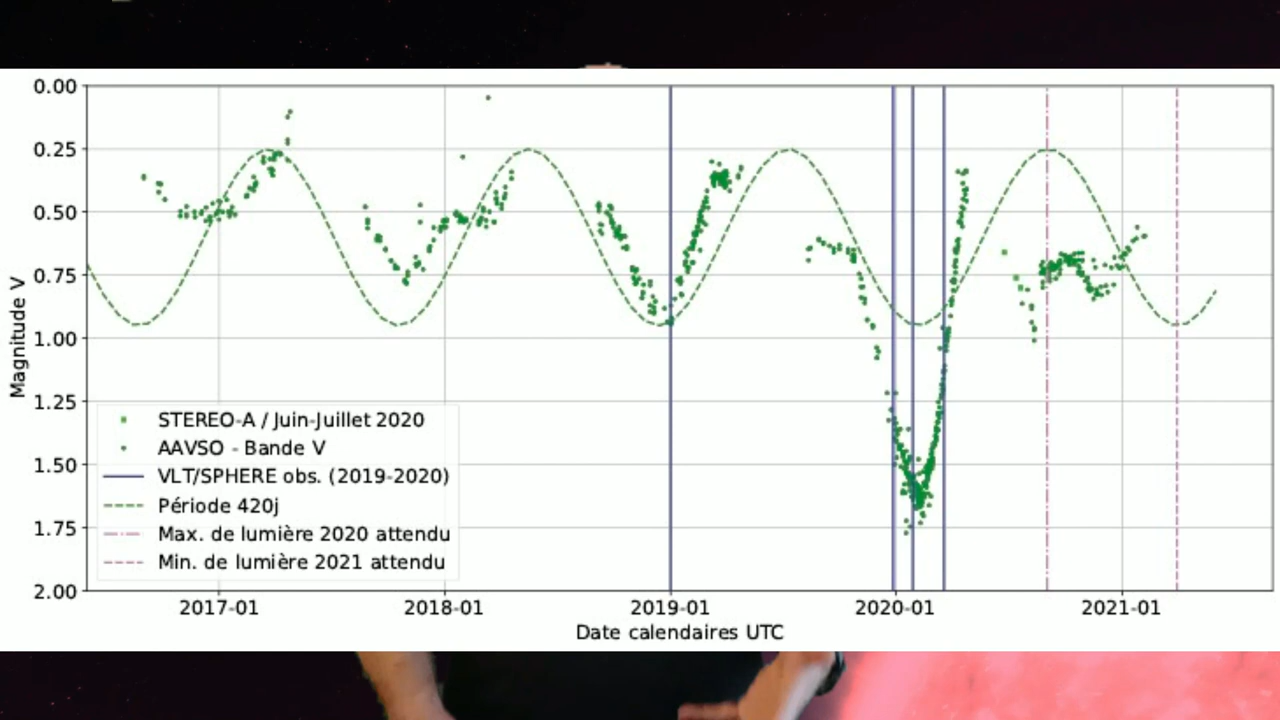 0.00
0.25
0.50
0.75
1.00
1.25
1.50
1.75
2.00
Magnitude V
STEREO-A / Juin-Juillet 2020
AAVSO - Bande V
VLT/SPHERE obs. (2019-2020)
Période 420j
Max. de lumière 2020 attendu
Min. de lumière 2021 attendu
2017-01 2018-01 2019-01 2020-01 2021-01
Date calendaires UTC